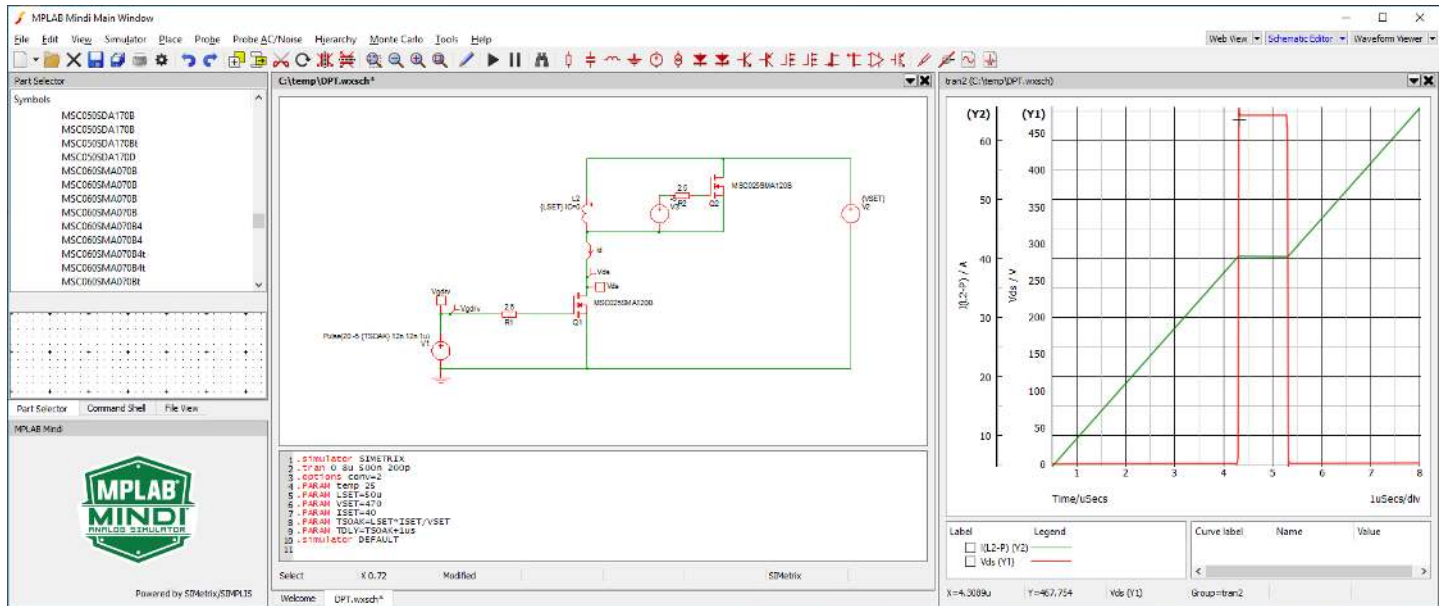 MPLAB Mindi Main Window
File Edit View Simulator Place Probe Probe AC/Noise Hierarchy Monte Carlo Tools Help
Web View Schematic Editor Waveform Viewer
Part Selector
Symbols
MSC050SDA170B
MSC050SDA170B
MSC050SDA170Bt
MSC050SDA170D
MSC060SMA070B
MSC060SMA070B
MSC060SMA070B
MSC060SMA070B
MSC060SMA070B4
MSC060SMA070B4
MSC060SMA070B4t
MSC060SMA070B4t
MSC060SMA070Bt
Part Selector Command Shell File View
MPLAB Mindi
MPLAB
MINDI
ANALOG SIMULATOR
Powered by SIMetrix/SIMPLIS
C:\temp\DPT.wxsch*
L2
{LSET} IC=0
V3
R2
Q2
MSC025SMA120B
{VSET}
V2
Id
Vds
Vds
MSC025SMA120B
Q1
Vgdrv
Vgdrv
2.5
R1
Pulse(20 -5 {TSOAK} 12n 12n 1u)
V1
1 .simulator SIMETRIX
2 .tran 0 8u 500n 200p
3 .options conv=2
4 .PARAM temp 25
5 .PARAM LSET=50u
6 .PARAM VSET=470
7 .PARAM ISET=40
8 .PARAM TSOAK=LSET*ISET/VSET
9 .PARAM TDLY=TSOAK+1us
10 .simulator DEFAULT
11
Select X 0.72 Modified SIMetrix
Welcome DPT.wxsch*
tran2 (C:\temp\DPT.wxsch)
(Y2) (Y1)
60
50
40
30
20
10
I(L2-P) / A
450
400
350
300
250
200
150
100
50
0
Vds / V
1 2 3 4 5 6 7 8
Time/uSecs 1uSecs/div
Label Legend
I(L2-P) (Y2)
Vds (Y1)
Curve label Name Value
X=4.3089u Y=467.754 Vds (Y1) Group=tran2